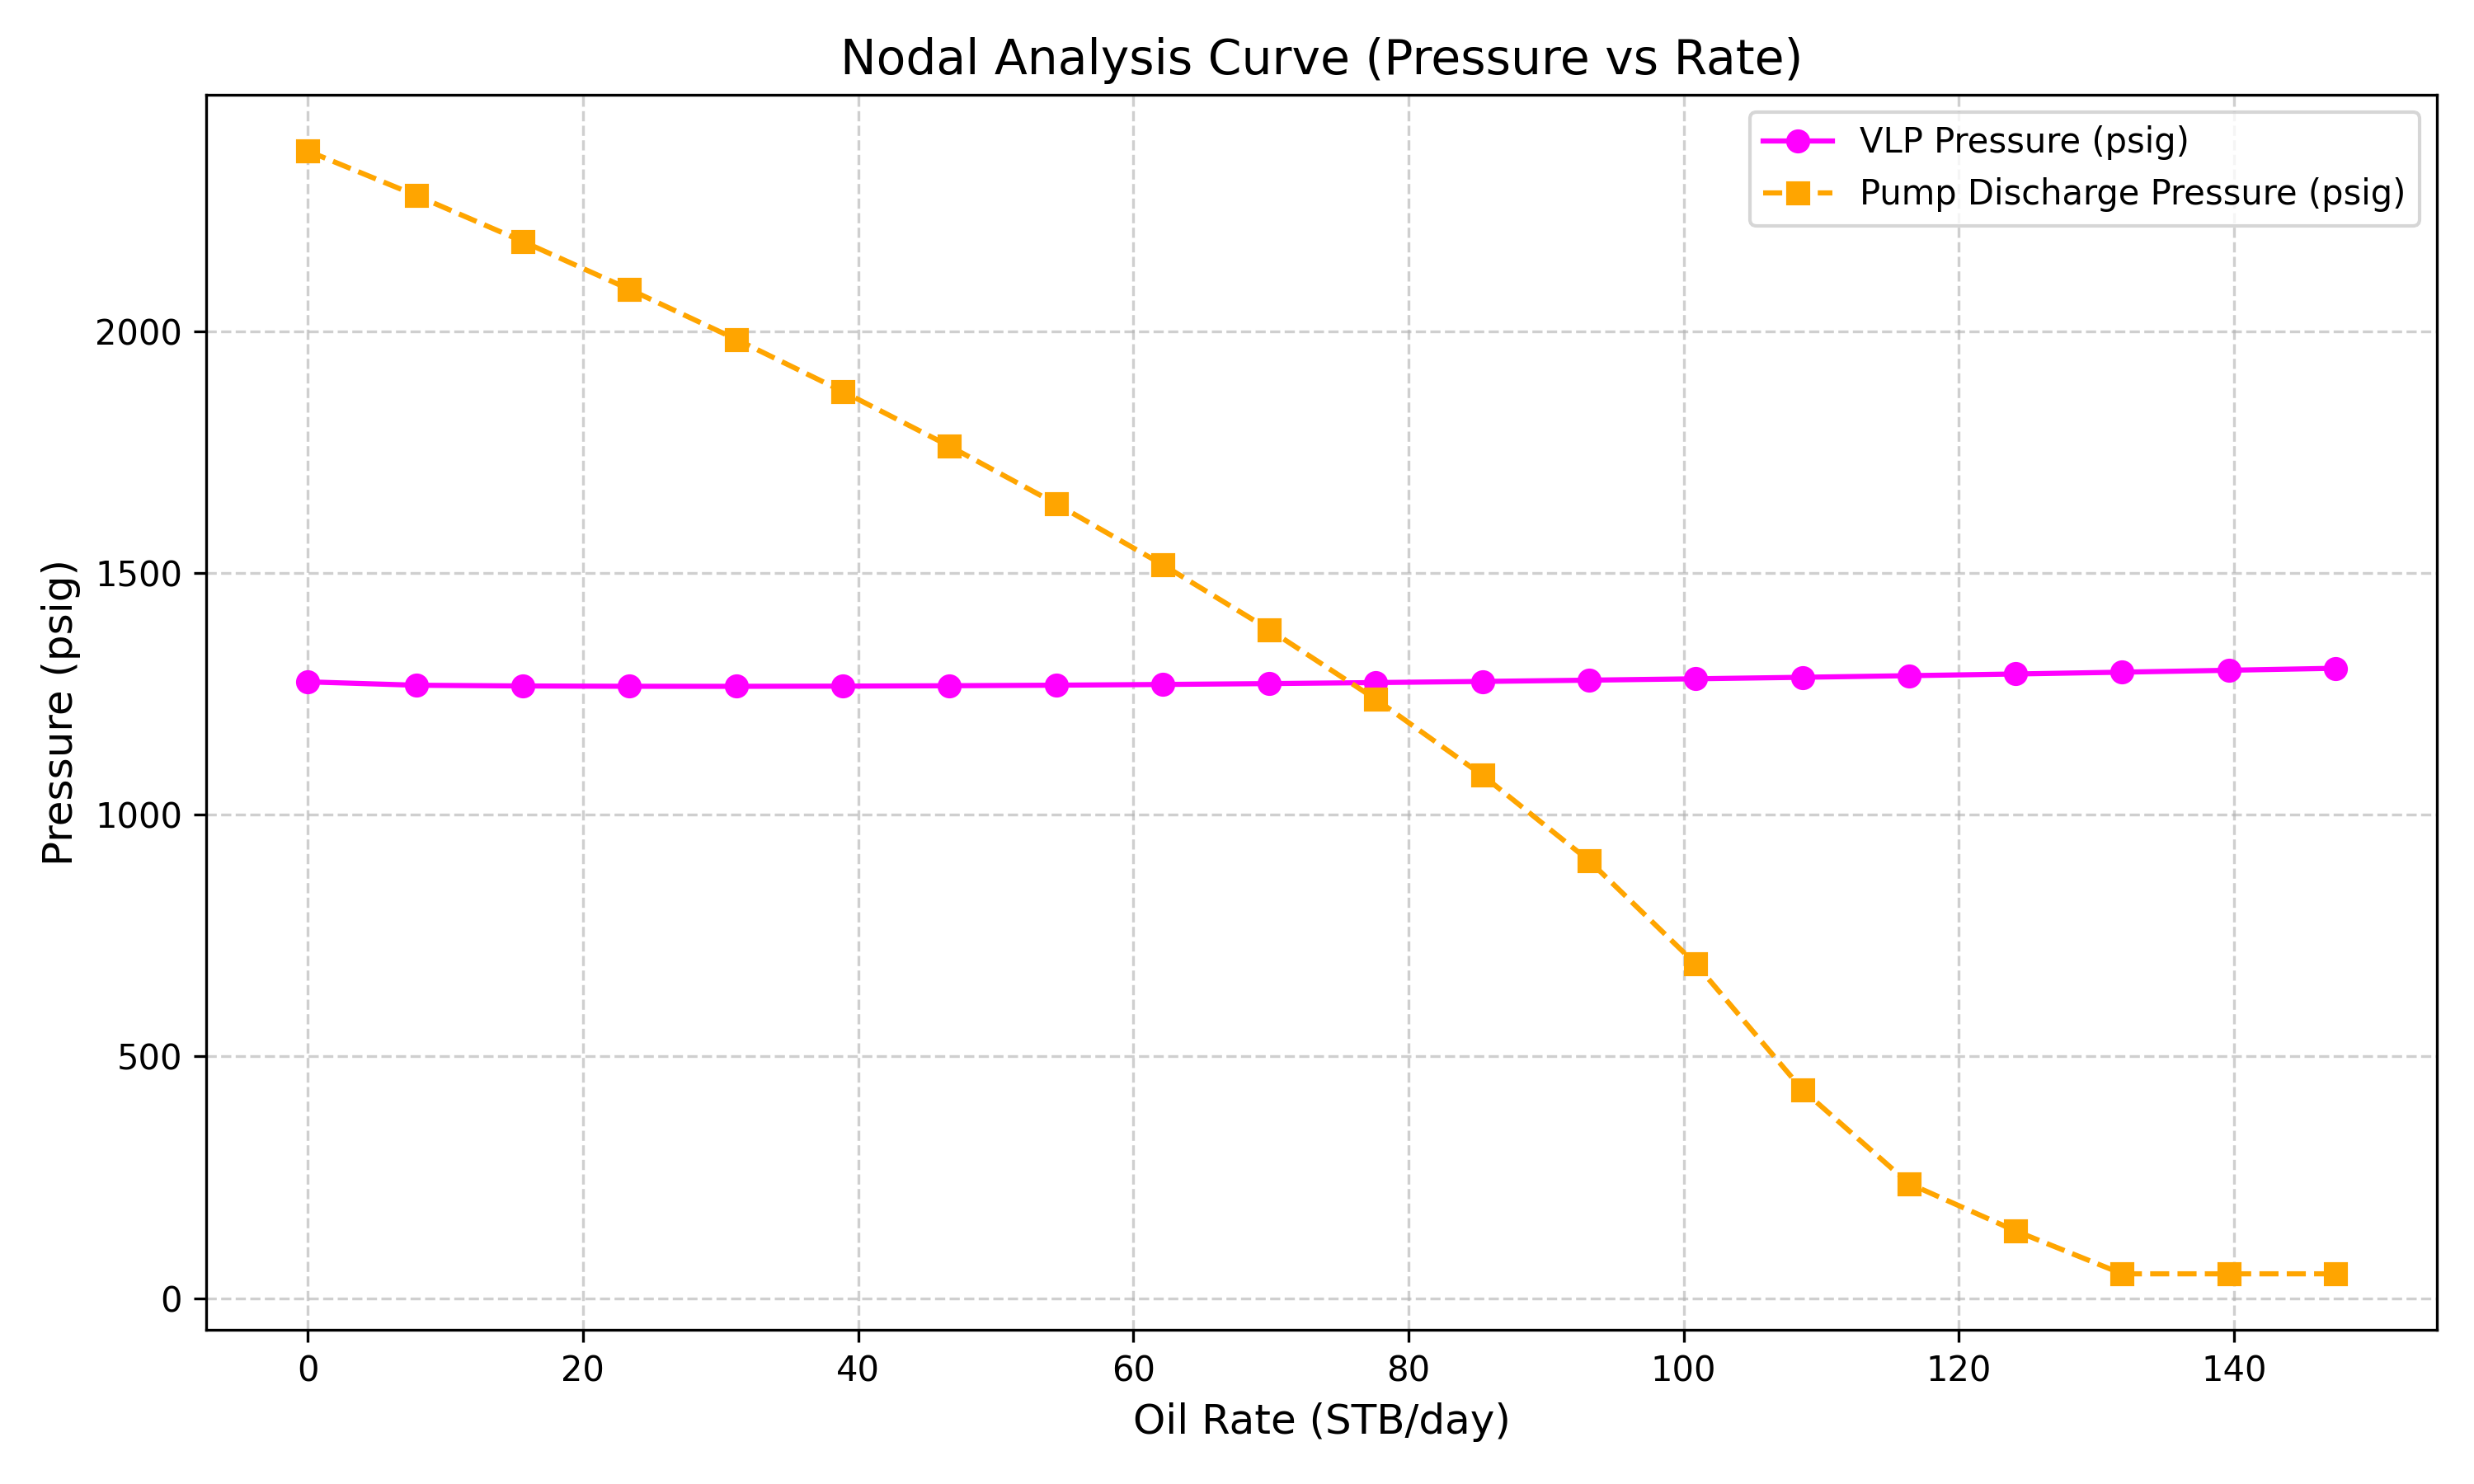 Nodal Analysis Curve (Pressure vs Rate)
VLP Pressure (psig)
Pump Discharge Pressure (psig)
Pressure (psig)
2000
1500
1000
500
0
0 20 40 60 80 100 120 140
Oil Rate (STB/day)